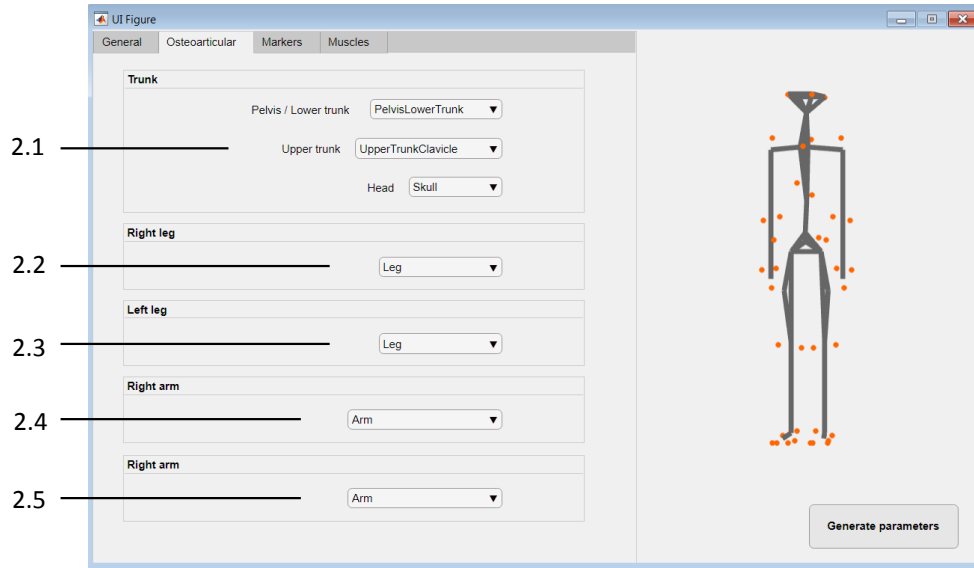 UI Figure
General Osteoarticular Markers Muscles
Trunk
Pelvis / Lower trunk PelvisLowerTrunk
2.1 Upper trunk UpperTrunkClavicle
Head Skull
Right leg
2.2 Leg
Left leg
2.3 Leg
Right arm
2.4 Arm
Right arm
2.5 Arm
Generate parameters